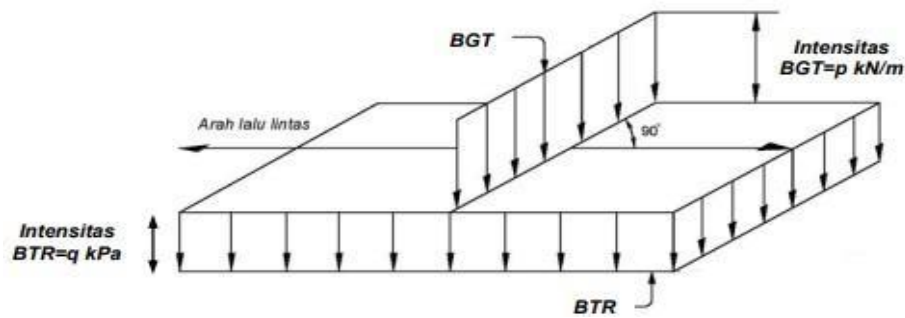 BGT
Intensitas
BGT=p kN/m
Arah lalu lintas
90°
Intensitas
BTR=q kPa
BTR